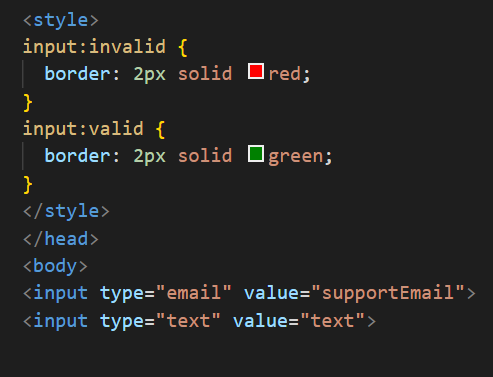 <style>
input:invalid {
  border: 2px solid red;
}
input:valid {
  border: 2px solid green;
}
</style>
</head>
<body>
<input type="email" value="supportEmail">
<input type="text" value="text">